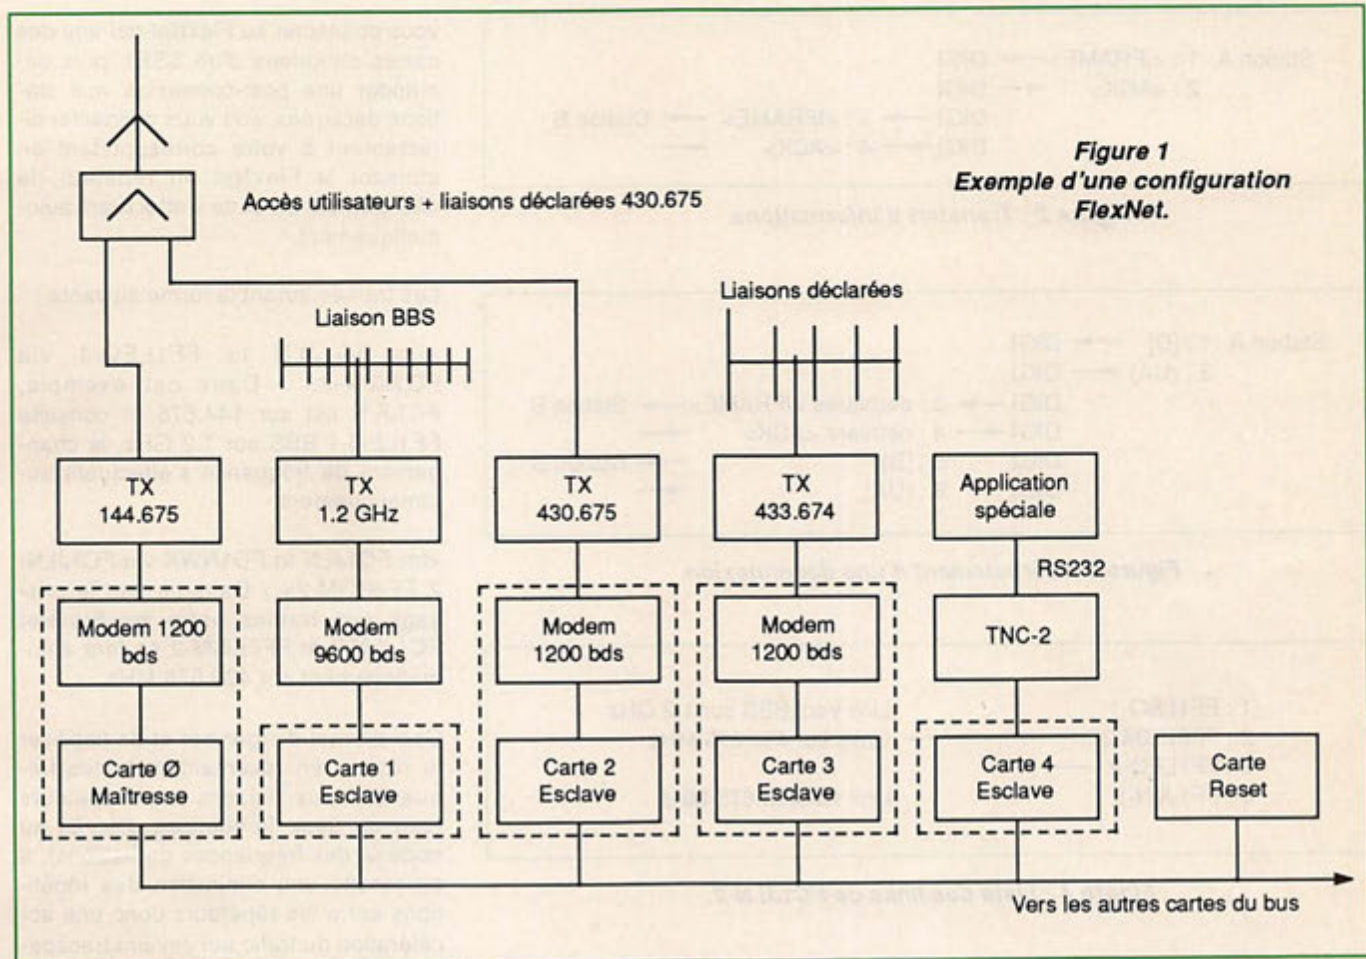 Figure 1
Exemple d'une configuration
FlexNet.
Accès utilisateurs + liaisons déclarées 430.675
Liaison BBS
Liaisons déclarées
TX
144.675
TX
1.2 GHz
TX
430.675
TX
433.674
Application
spéciale
RS232
Modem 1200
bds
Modem
9600 bds
Modem
1200 bds
Modem
1200 bds
TNC-2
Carte Ø
Maîtresse
Carte 1
Esclave
Carte 2
Esclave
Carte 3
Esclave
Carte 4
Esclave
Carte
Reset
Vers les autres cartes du bus